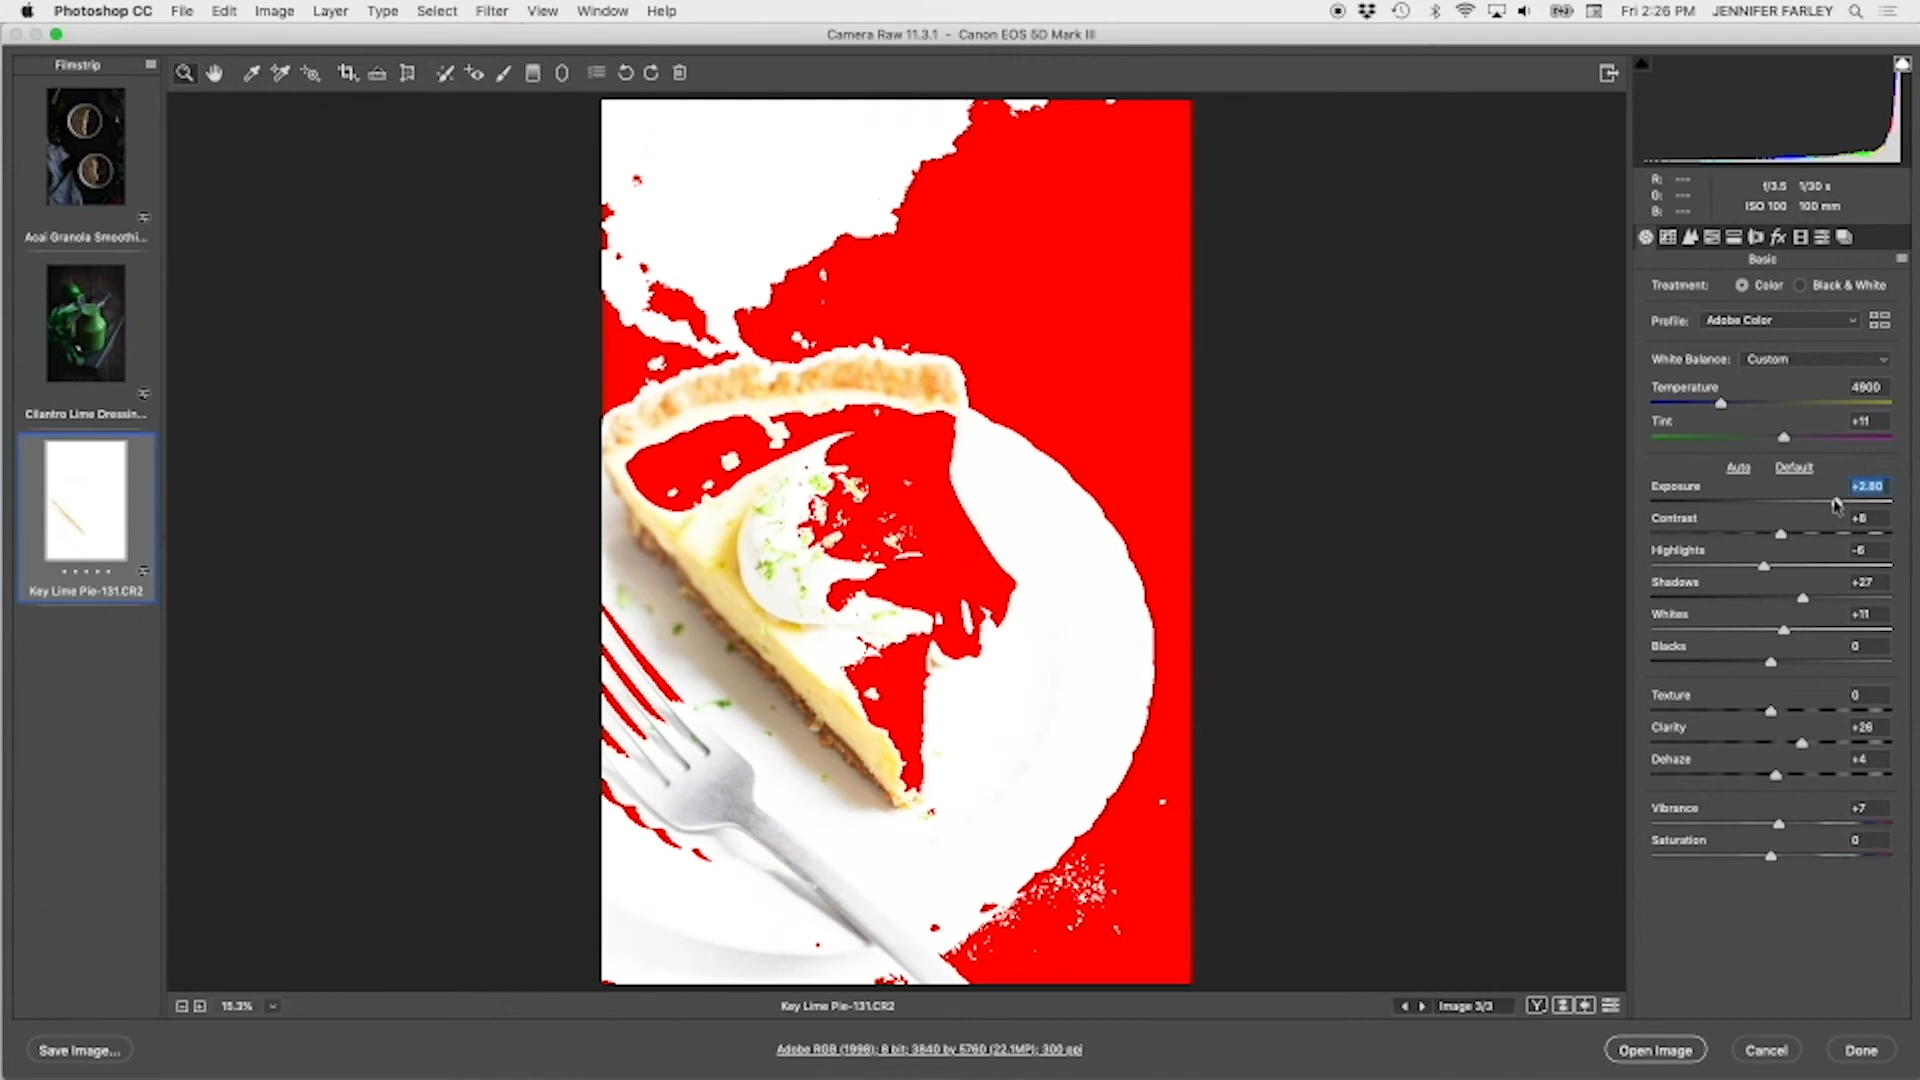 Photoshop CC File Edit Image Layer Type Select Filter View Window Help Fri 2:26 PM JENNIFER FARLEY
Camera Raw 11.3.1 - Canon EOS 5D Mark III
Filmstrip
Acai Granola Smoothi...
Cilantro Lime Dressin...
Key Lime Pie-131.CR2
R: ---
G: ---
B: ---
f/3.5 1/30 s
ISO 100 100 mm
Basic
Treatment: Color Black & White
Profile: Adobe Color
White Balance: Custom
Temperature 4900
Tint +11
Auto Default
Exposure +2.80
Contrast +8
Highlights -6
Shadows +27
Whites +11
Blacks 0
Texture 0
Clarity +26
Dehaze +4
Vibrance +7
Saturation 0
15.3% Key Lime Pie-131.CR2 Image 3/3 Y
Save Image... Adobe RGB (1998); 8 bit; 3840 by 5760 (22.1MP); 300 ppi Open Image Cancel Done